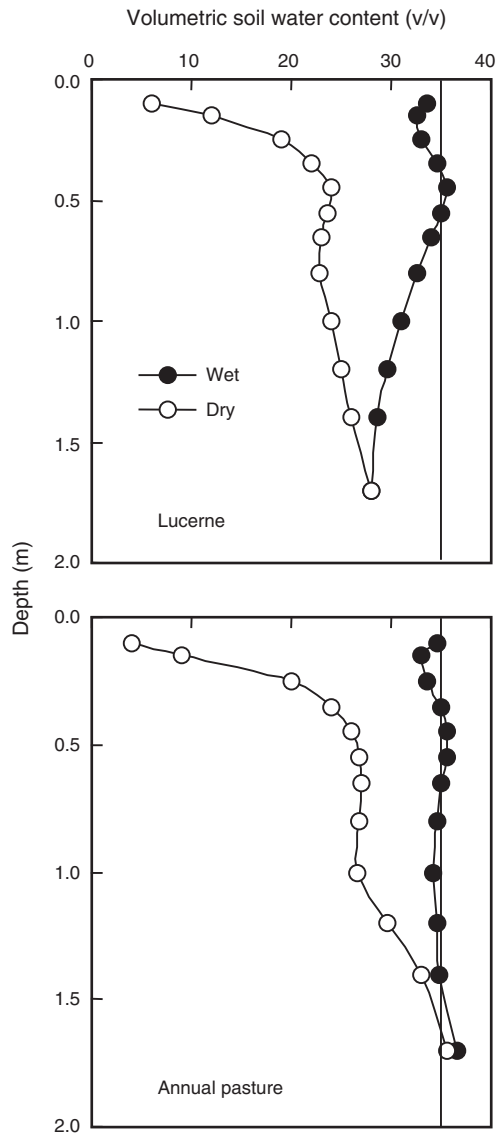 Volumetric soil water content (v/v)
0 10 20 30 40
0.0
0.5
1.0
Wet
Dry
1.5
Lucerne
2.0
Depth (m)
0.0
0.5
1.0
1.5
Annual pasture
2.0